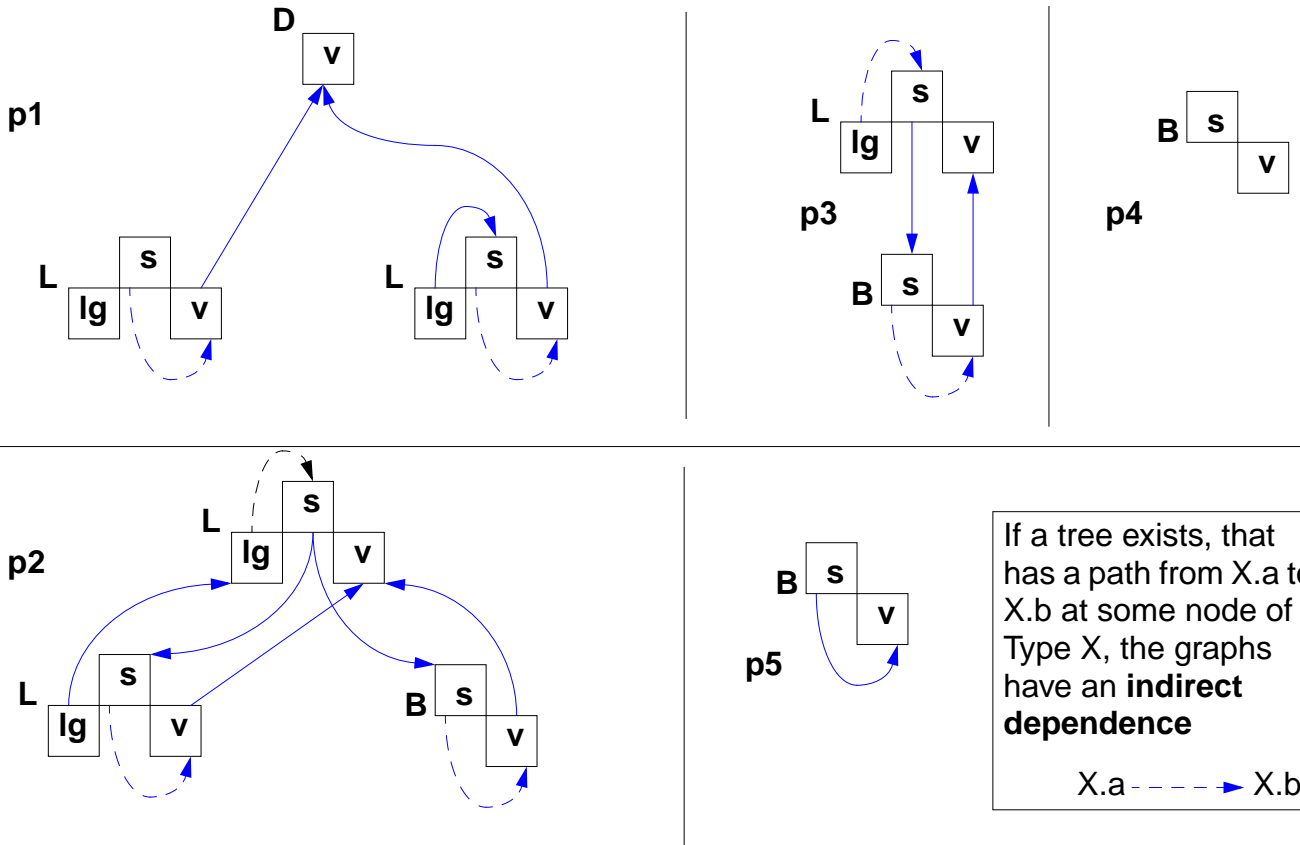 D
v
p1
s
L
lg
v
s
L
lg
v
s
L
lg
v
p3
s
B
v
B
s
v
p4
s
L
lg
v
p2
s
L
lg
v
s
B
v
s
B
v
p5
If a tree exists, that
has a path from X.a to
X.b at some node of
Type X, the graphs
have an indirect
dependence
X.a X.b